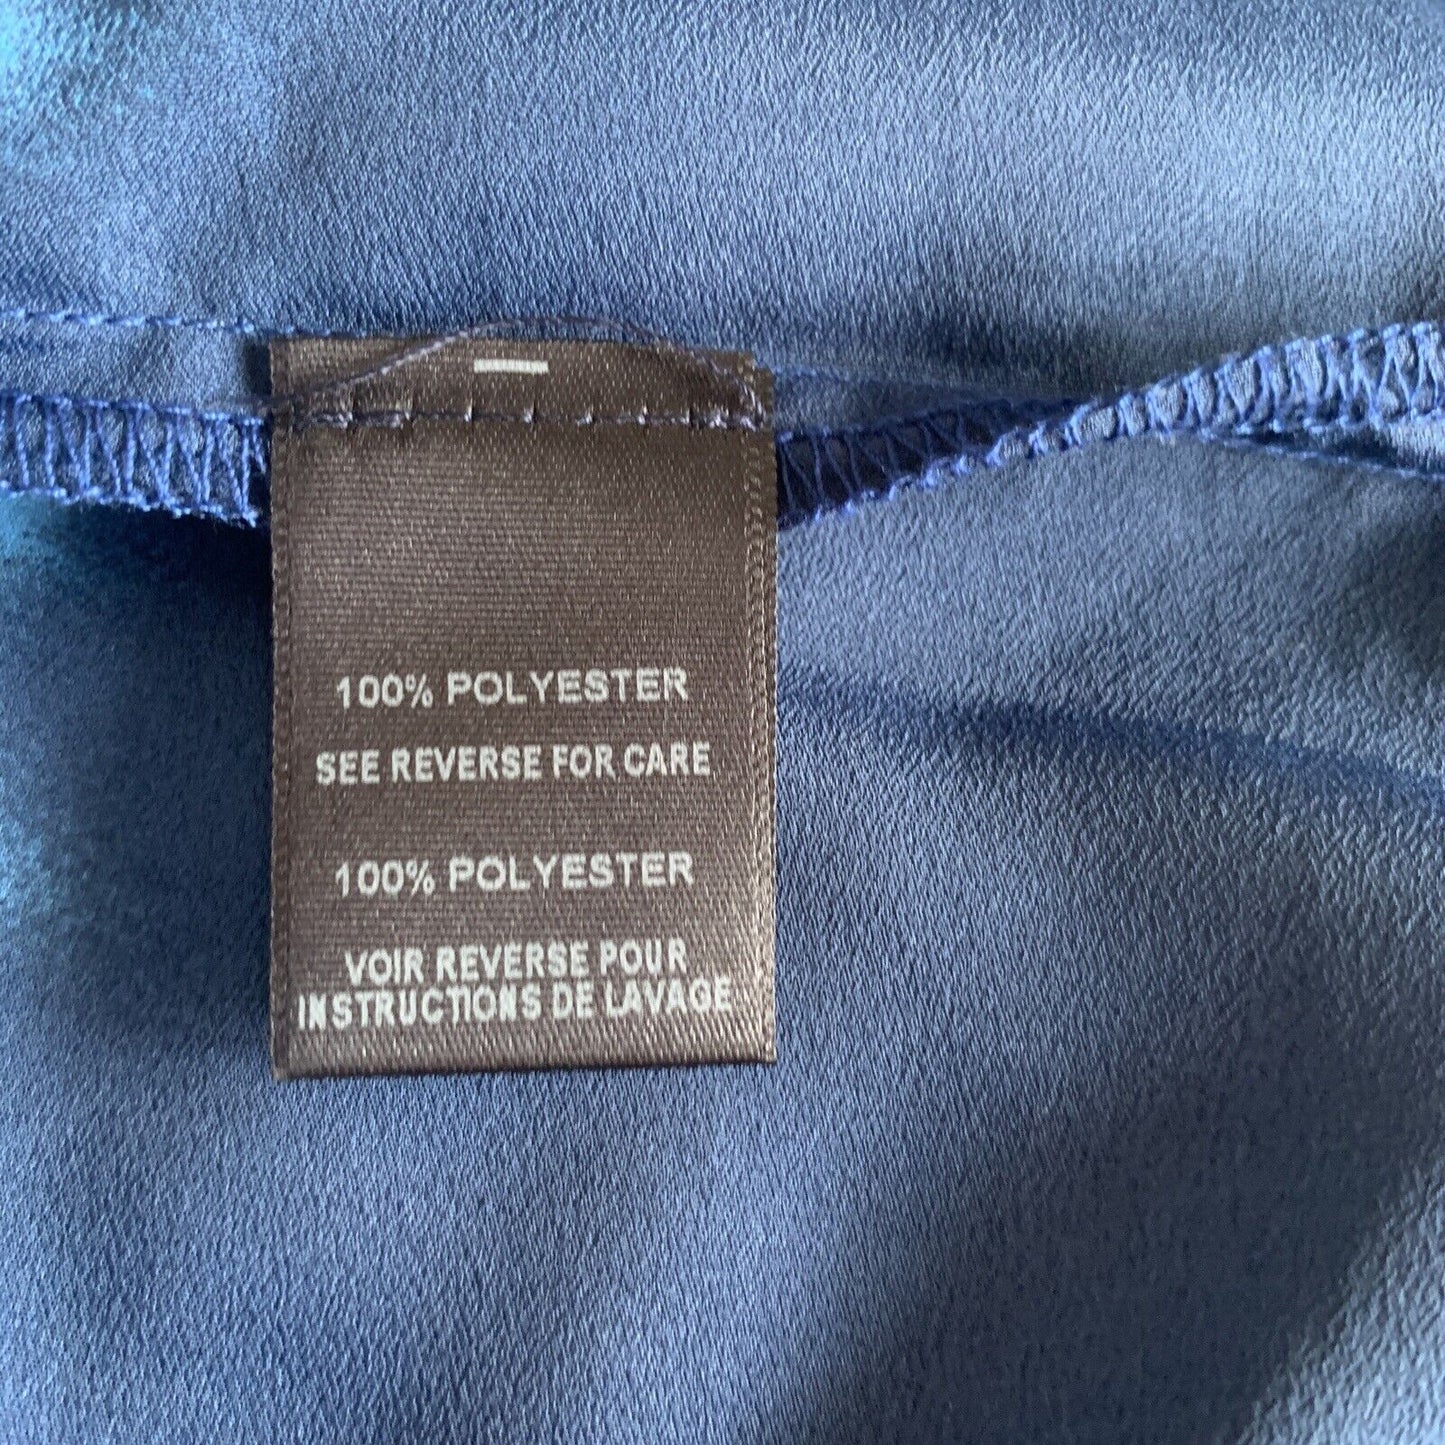 100% POLYESTER
SEE REVERSE FOR CARE
100% POLYESTER
VOIR REVERSE POUR
INSTRUCTIONS DE LAVAGE